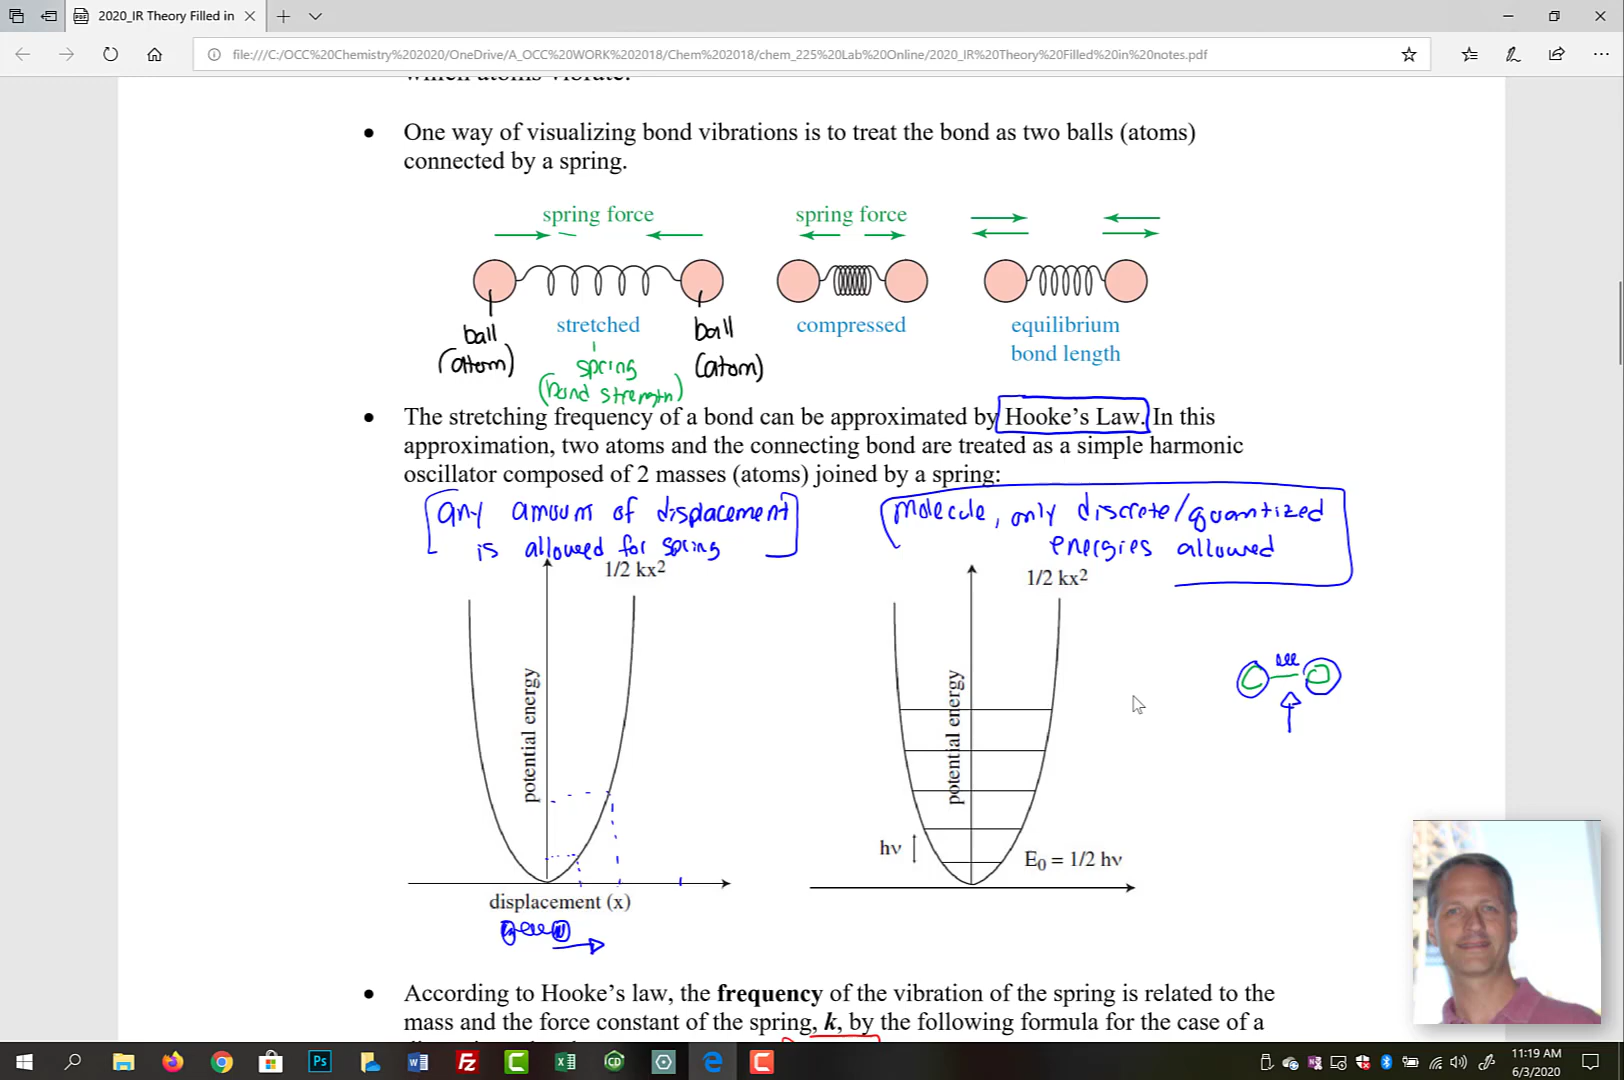 2020_IR Theory Filled in
file:///C:/OCC%20Chemistry%202020/OneDrive/A_OCC%20WORK%202018/Chem%202018/chem_225%20Lab%20Online/2020_IR%20Theory%20Filled%20in%20notes.pdf
which atoms vibrate.
• One way of visualizing bond vibrations is to treat the bond as two balls (atoms)
connected by a spring.
spring force
spring force
ball
(atom)
stretched
spring
(bond strength)
ball
(atom)
compressed
equilibrium
bond length
• The stretching frequency of a bond can be approximated by Hooke's Law. In this
approximation, two atoms and the connecting bond are treated as a simple harmonic
oscillator composed of 2 masses (atoms) joined by a spring:
any amount of displacement
is allowed for spring
molecule, only discrete/quantized
energies allowed
1/2 kx²
potential energy
displacement (x)
1/2 kx²
potential energy
hν
E₀ = 1/2 hν
C
O
• According to Hooke's law, the frequency of the vibration of the spring is related to the
mass and the force constant of the spring, k, by the following formula for the case of a
11:19 AM
6/3/2020